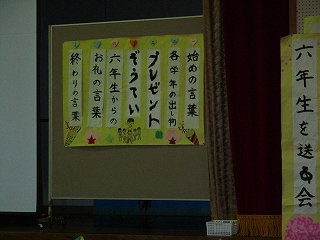 始めの言葉
各学年の出し物
プレゼント
ぞうてい
六年生からの
お礼の言葉
終わりの言葉
六年生を送る会